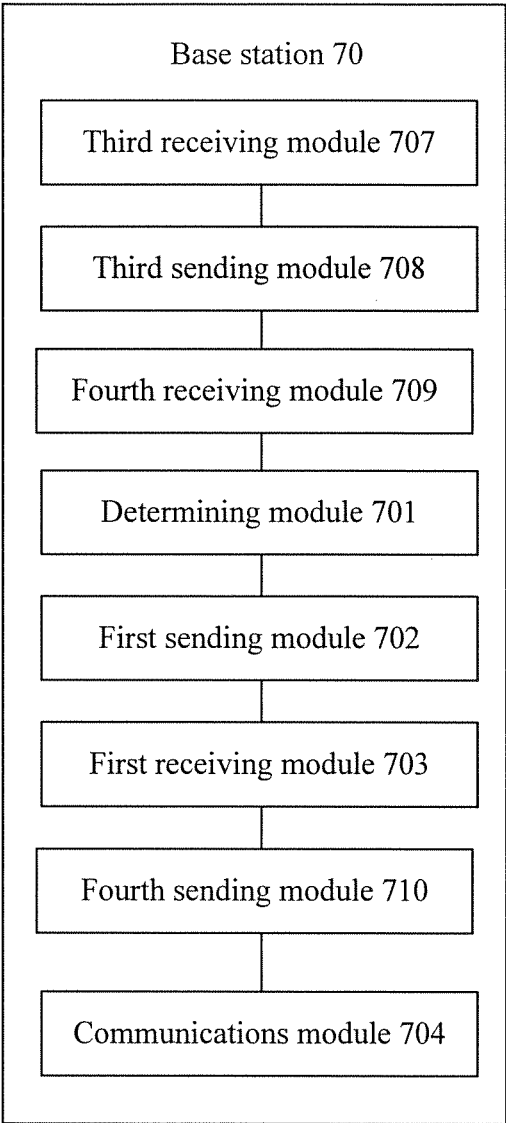 Base station 70
Third receiving module 707
Third sending module 708
Fourth receiving module 709
Determining module 701
First sending module 702
First receiving module 703
Fourth sending module 710
Communications module 704